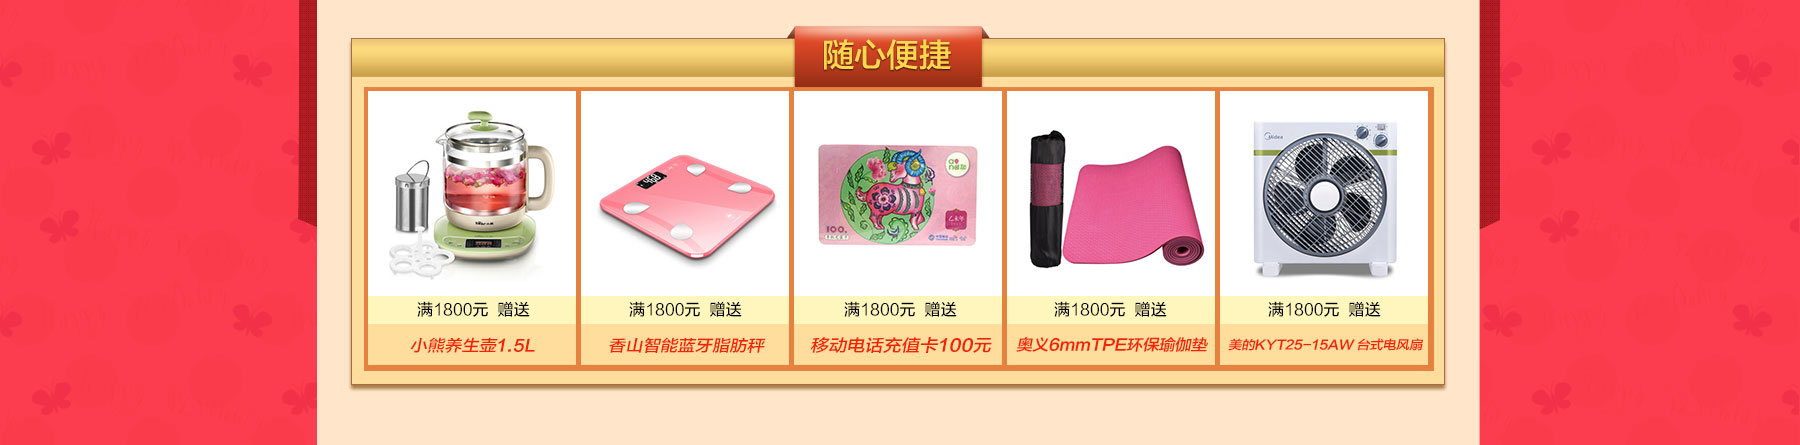 随心便捷
满1800元 赠送
小熊养生壶1.5L
满1800元 赠送
香山智能蓝牙脂肪秤
满1800元 赠送
移动电话充值卡100元
满1800元 赠送
奥义6mmTPE环保瑜伽垫
Midea
满1800元 赠送
美的KYT25-15AW 台式电风扇